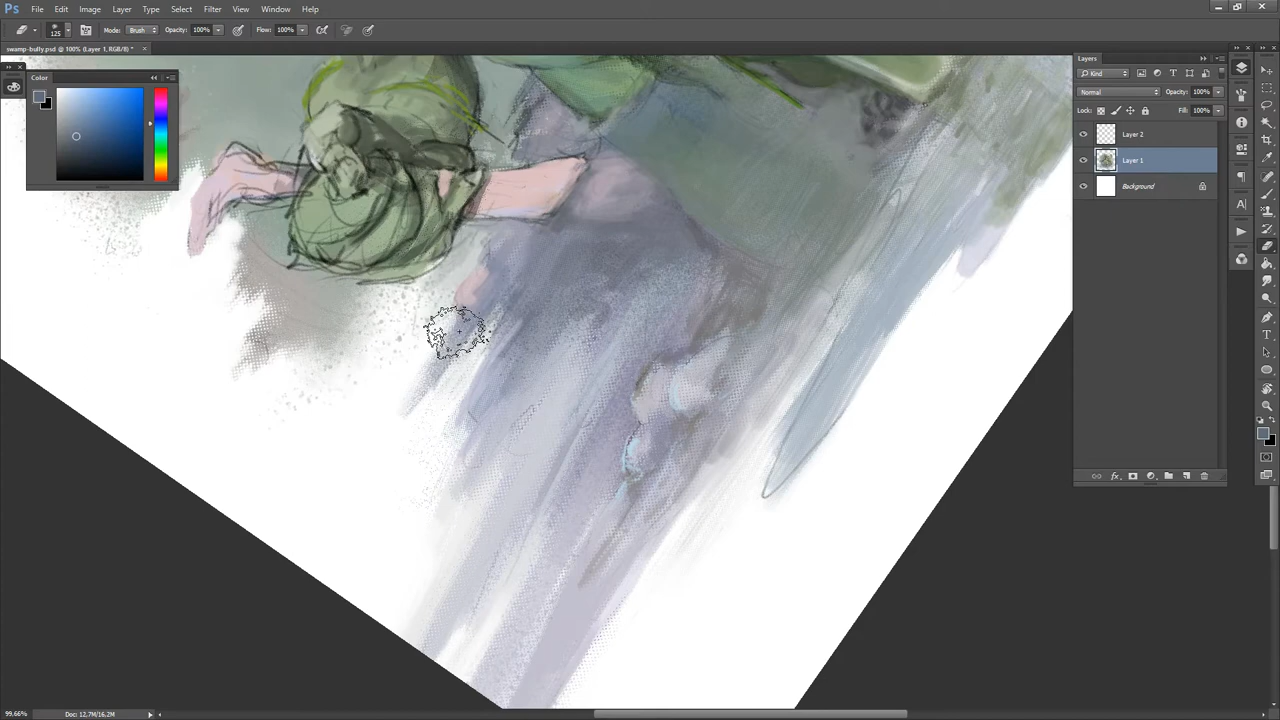 Ps File Edit Image Layer Type Select Filter View Window Help
125 Mode: Brush Opacity: 100% Flow: 100%
swamp-bully.psd @ 100% (Layer 1, RGB/8) *
Color
Layers
Kind
Normal Opacity: 100%
Lock: Fill: 100%
Layer 2
Layer 1
Background
99.66% Doc: 12,7M/16,2M